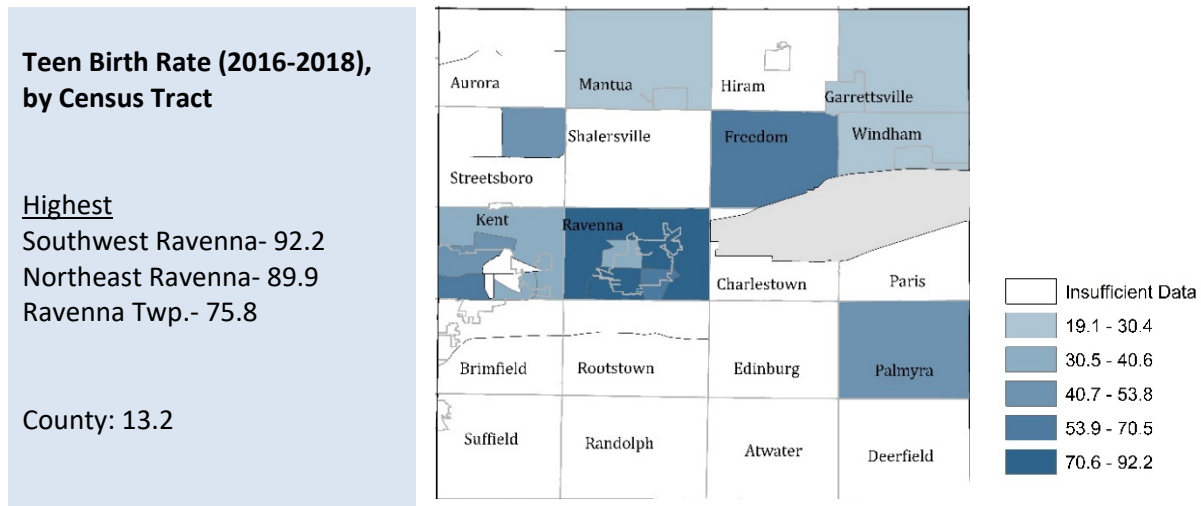 Teen Birth Rate (2016-2018),
by Census Tract
Highest
Southwest Ravenna- 92.2
Northeast Ravenna- 89.9
Ravenna Twp.- 75.8
County: 13.2
Aurora
Mantua
Hiram
Garrettsville
Shalersville
Freedom
Windham
Streetsboro
Kent
Ravenna
Charlestown
Paris
Brimfield
Rootstown
Edinburg
Palmyra
Suffield
Randolph
Atwater
Deerfield
Insufficient Data
19.1 - 30.4
30.5 - 40.6
40.7 - 53.8
53.9 - 70.5
70.6 - 92.2